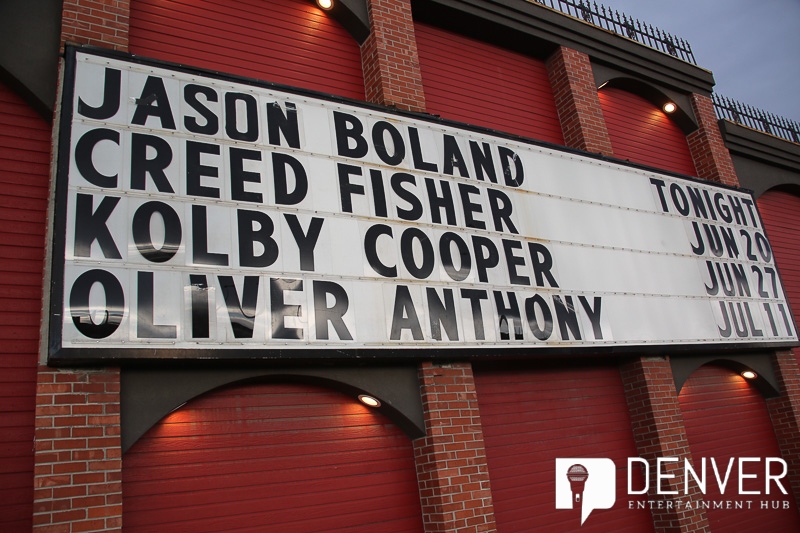 JASON BOLAND TONIGHT
CREED FISHER JUN 20
KOLBY COOPER JUN 27
OLIVER ANTHONY JUL 11
DENVER
ENTERTAINMENT HUB